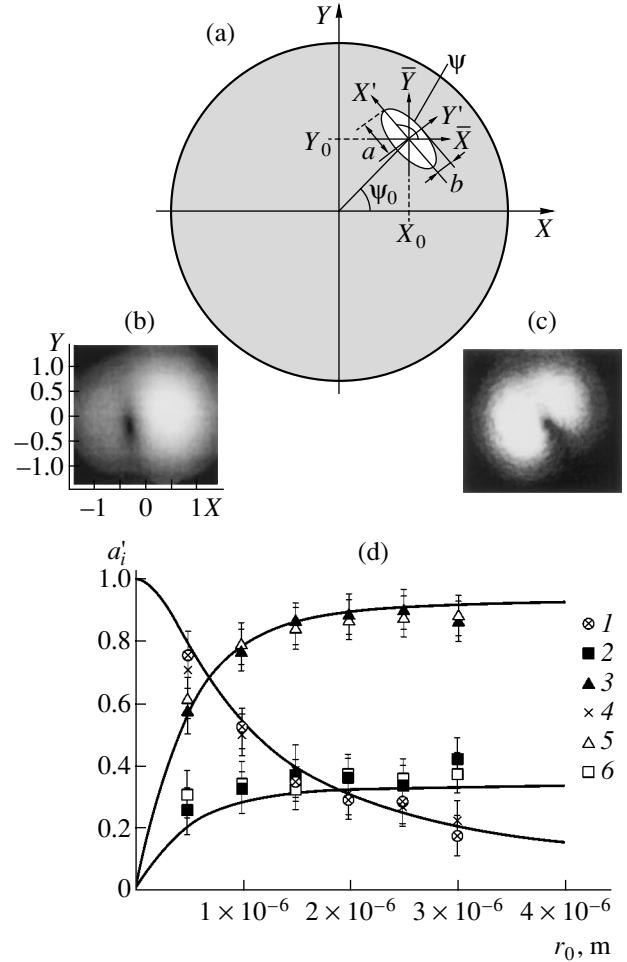 (a)
Y
ψ
X'
Y̅
Y'
Y₀
a
X̅
b
ψ₀
X₀
X
(b)
(c)
Y
1.0
0.5
0
−0.5
−1.0
−1 0 1 X
a'ᵢ
(d)
1.0
0.8
0.6
0.4
0.2
0
1
2
3
4
5
6
1 × 10⁻⁶ 2 × 10⁻⁶ 3 × 10⁻⁶ 4 × 10⁻⁶
r₀, m